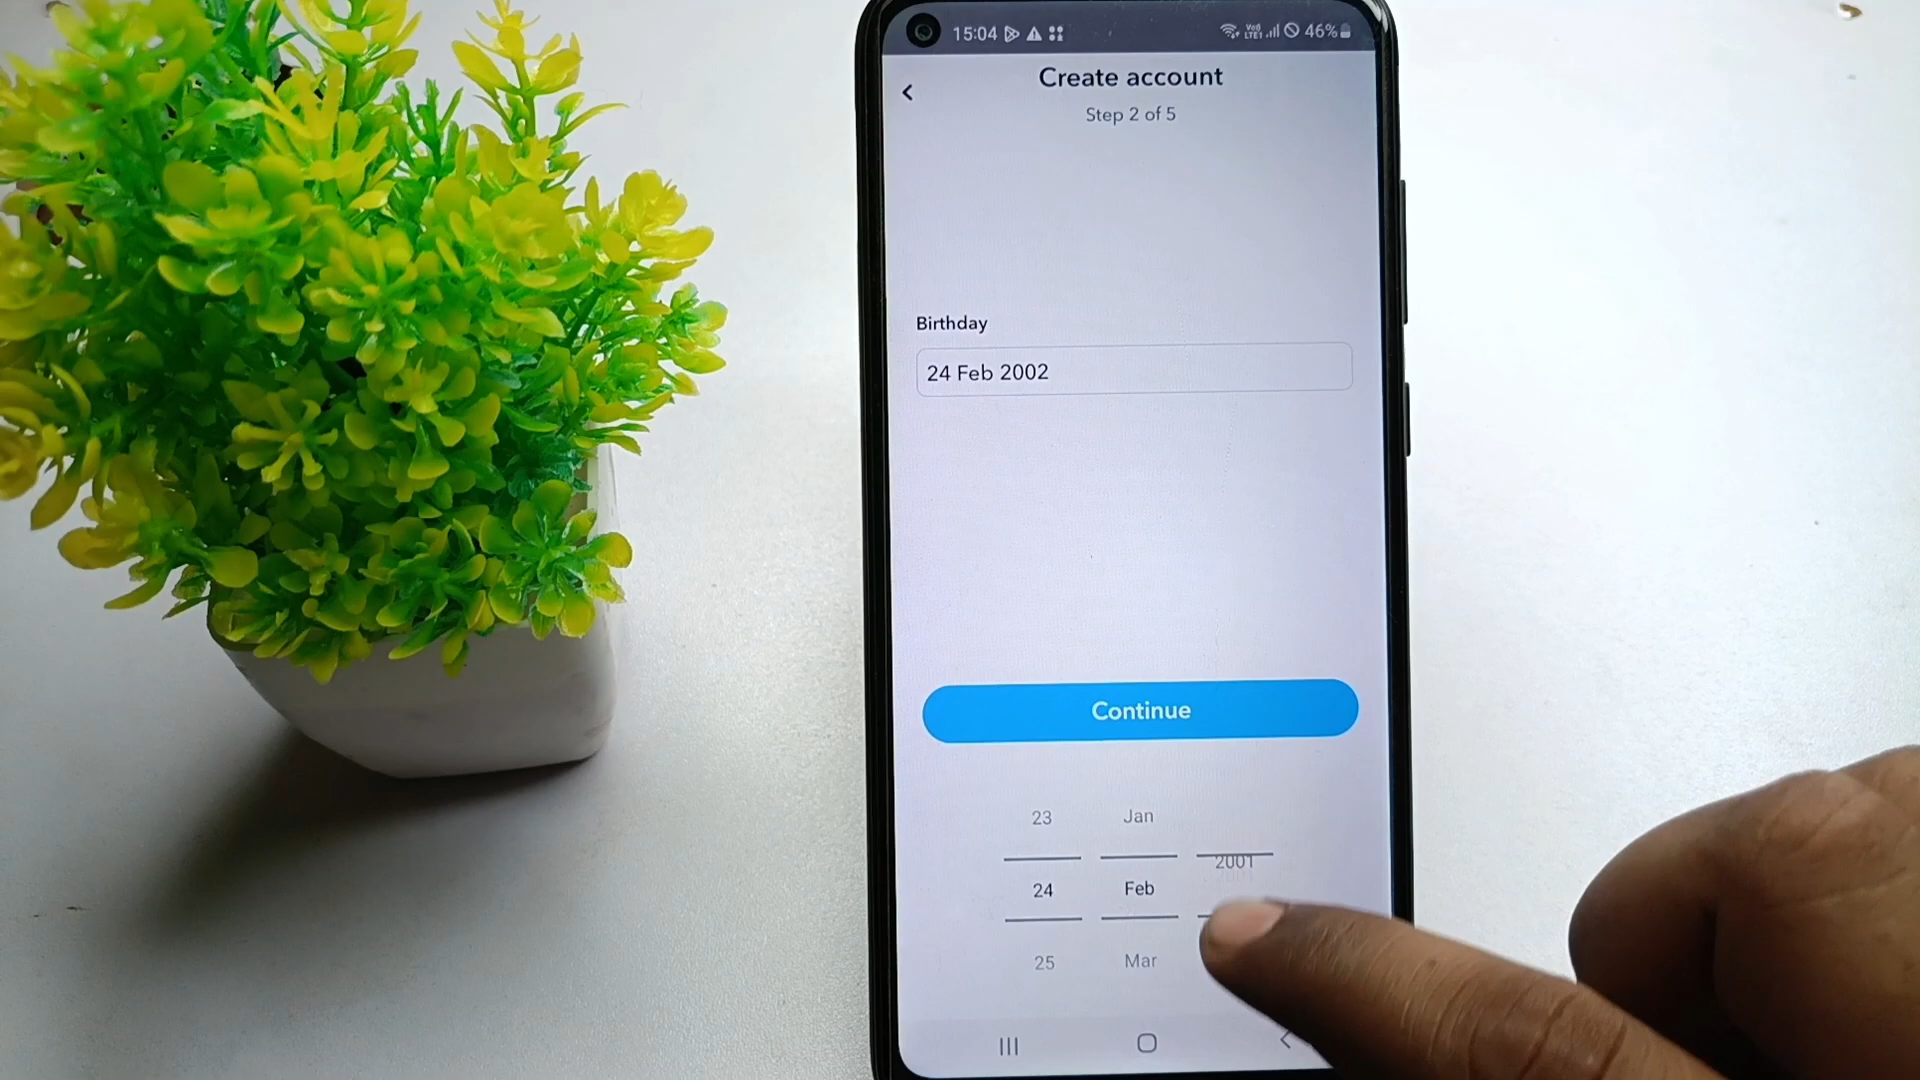 15:04 46%
Create account
Step 2 of 5
Birthday
24 Feb 2002
Continue
23 Jan
2001
24 Feb
25 Mar